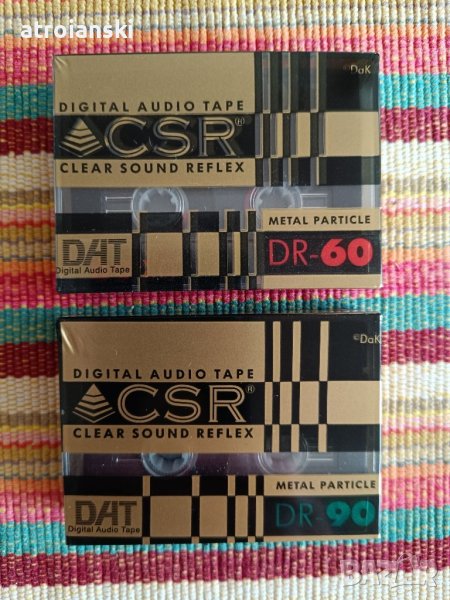 atroianski
©DaK
DIGITAL AUDIO TAPE
CSR®
CLEAR SOUND REFLEX
METAL PARTICLE
DAT
DR-60
Digital Audio Tape
©DaK
DIGITAL AUDIO TAPE
CSR®
CLEAR SOUND REFLEX
METAL PARTICLE
DAT
DR-90
Digital Audio Tape
BAZAR